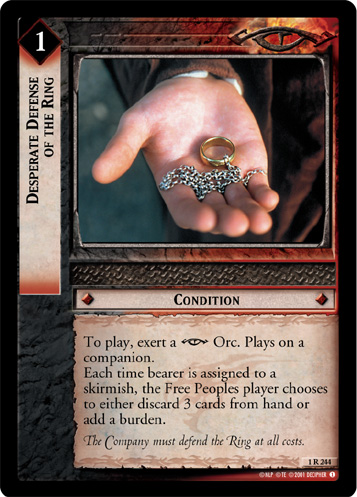 1
DESPERATE DEFENSE
OF THE RING
CONDITION
To play, exert a Orc. Plays on a
companion.
Each time bearer is assigned to a
skirmish, the Free Peoples player chooses
to either discard 3 cards from hand or
add a burden.
The Company must defend the Ring at all costs.
1 R 244
©NLP ™TE ©2001 DECIPHER 1